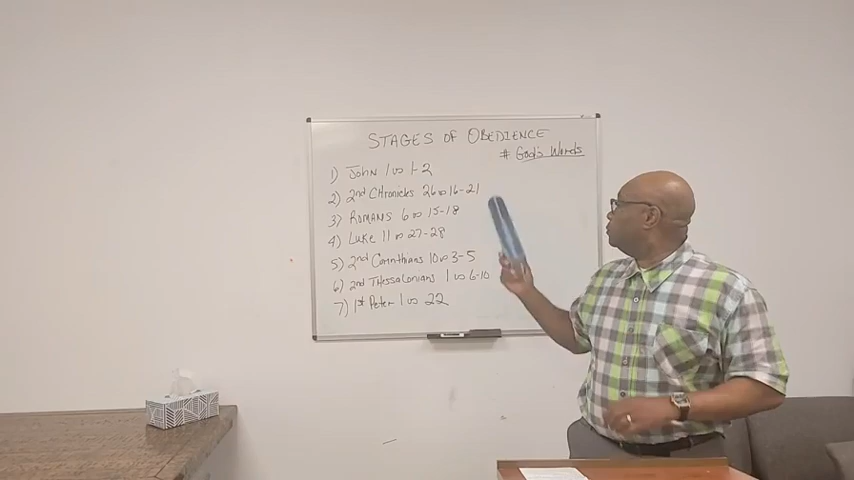 STAGES OF OBEDIENCE
# God's Words
1) John 1 vs 1-2
2) 2nd Chronicles 26 vs 16-21
3) Romans 6 vs 15-18
4) Luke 11 vs 27-28
5) 2nd Corinthians 10 vs 3-5
6) 2nd Thessalonians 1 vs 6-10
7) 1st Peter 1 vs 22